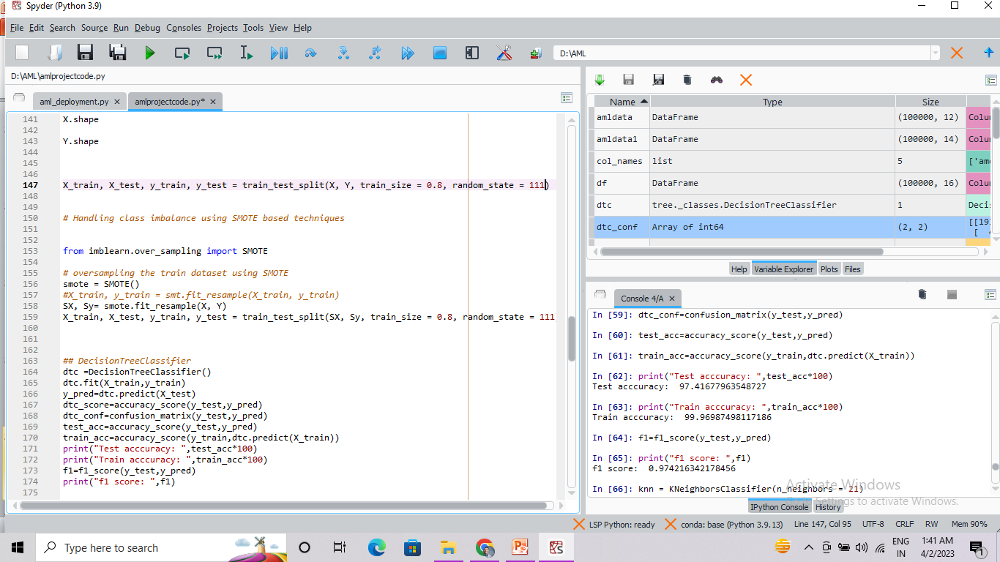 Spyder (Python 3.9)
File Edit Search Source Run Debug Consoles Projects Tools View Help
D:\AML
D:\AML\amlprojectcode.py
aml_deployment.py
amlprojectcode.py*
141 X.shape
142
143 Y.shape
144
145
146
147 X_train, X_test, y_train, y_test = train_test_split(X, Y, train_size = 0.8, random_state = 111)
148
149
150 # Handling class imbalance using SMOTE based techniques
151
152
153 from imblearn.over_sampling import SMOTE
154
155 # oversampling the train dataset using SMOTE
156 smote = SMOTE()
157 #X_train, y_train = smt.fit_resample(X_train, y_train)
158 SX, Sy= smote.fit_resample(X, Y)
159 X_train, X_test, y_train, y_test = train_test_split(SX, Sy, train_size = 0.8, random_state = 111
160
161
162
163 ## DecisionTreeClassifier
164 dtc =DecisionTreeClassifier()
165 dtc.fit(X_train,y_train)
166 y_pred=dtc.predict(X_test)
167 dtc_score=accuracy_score(y_test,y_pred)
168 dtc_conf=confusion_matrix(y_test,y_pred)
169 test_acc=accuracy_score(y_test,y_pred)
170 train_acc=accuracy_score(y_train,dtc.predict(X_train))
171 print("Test acccuracy: ",test_acc*100)
172 print("Train acccuracy: ",train_acc*100)
173 f1=f1_score(y_test,y_pred)
174 print("f1 score: ",f1)
175
Name Type Size
amldata DataFrame (100000, 12) Colu
amldata1 DataFrame (100000, 14) Colu
col_names list 5 ['am
df DataFrame (100000, 16) Colu
dtc tree._classes.DecisionTreeClassifier 1 Deci
dtc_conf Array of int64 (2, 2) [[19
Help Variable Explorer Plots Files
Console 4/A
In [59]: dtc_conf=confusion_matrix(y_test,y_pred)
In [60]: test_acc=accuracy_score(y_test,y_pred)
In [61]: train_acc=accuracy_score(y_train,dtc.predict(X_train))
In [62]: print("Test acccuracy: ",test_acc*100)
Test acccuracy:  97.41677963548727
In [63]: print("Train acccuracy: ",train_acc*100)
Train acccuracy:  99.96987498117186
In [64]: f1=f1_score(y_test,y_pred)
In [65]: print("f1 score: ",f1)
f1 score:  0.974216342178456
In [66]: knn = KNeighborsClassifier(n_neighbors = 21)
Activate Windows
Settings to activate Windows.
IPython Console History
LSP Python: ready conda: base (Python 3.9.13) Line 147, Col 95 UTF-8 CRLF RW Mem 90%
Type here to search
ENG
IN
1:41 AM
4/2/2023
1